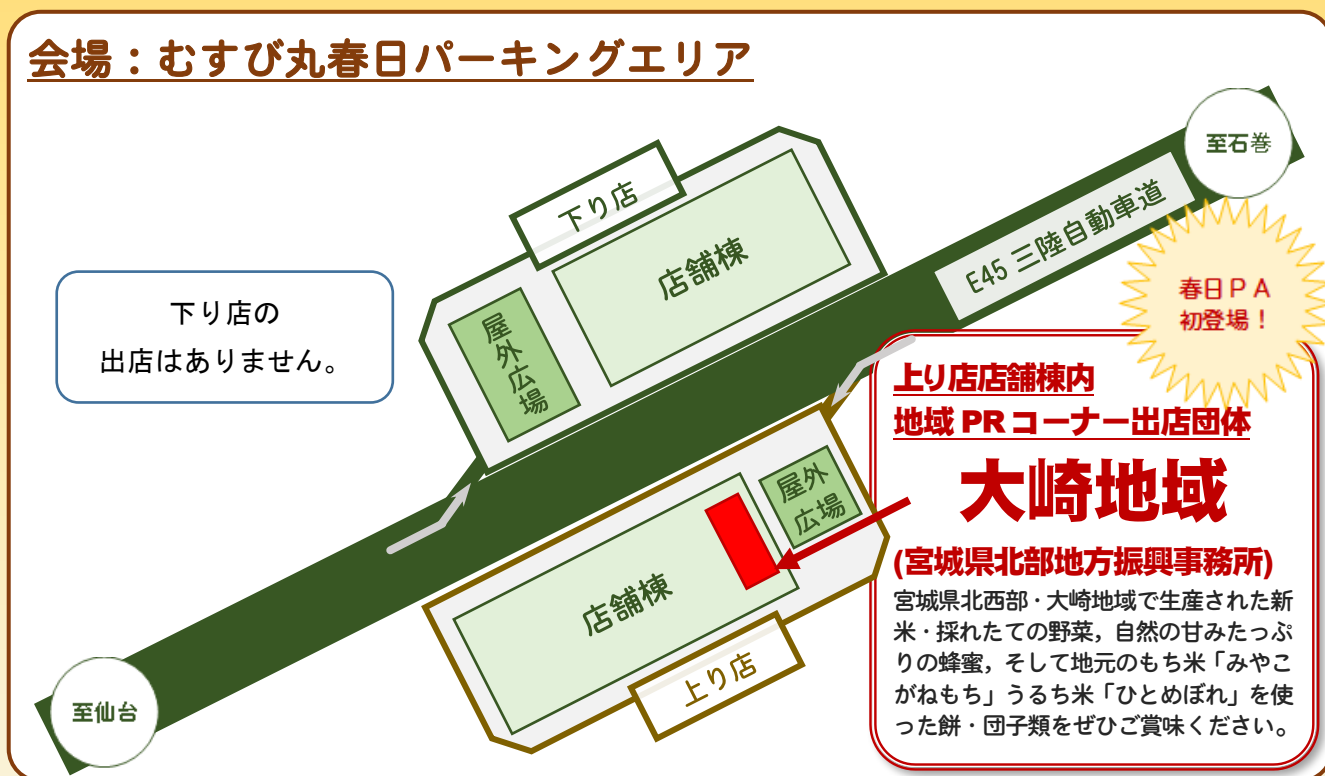 会場：むすび丸春日パーキングエリア
至石巻
下り店
店舗棟
E45 三陸自動車道
屋外広場
下り店の
出店はありません。
春日ＰＡ
初登場！
上り店店舗棟内
地域 PR コーナー出店団体
大崎地域
(宮城県北部地方振興事務所)
宮城県北西部・大崎地域で生産された新
米・採れたての野菜，自然の甘みたっぷ
りの蜂蜜，そして地元のもち米「みやこ
がねもち」うるち米「ひとめぼれ」を使
った餅・団子類をぜひご賞味ください。
屋外
広場
店舗棟
上り店
至仙台